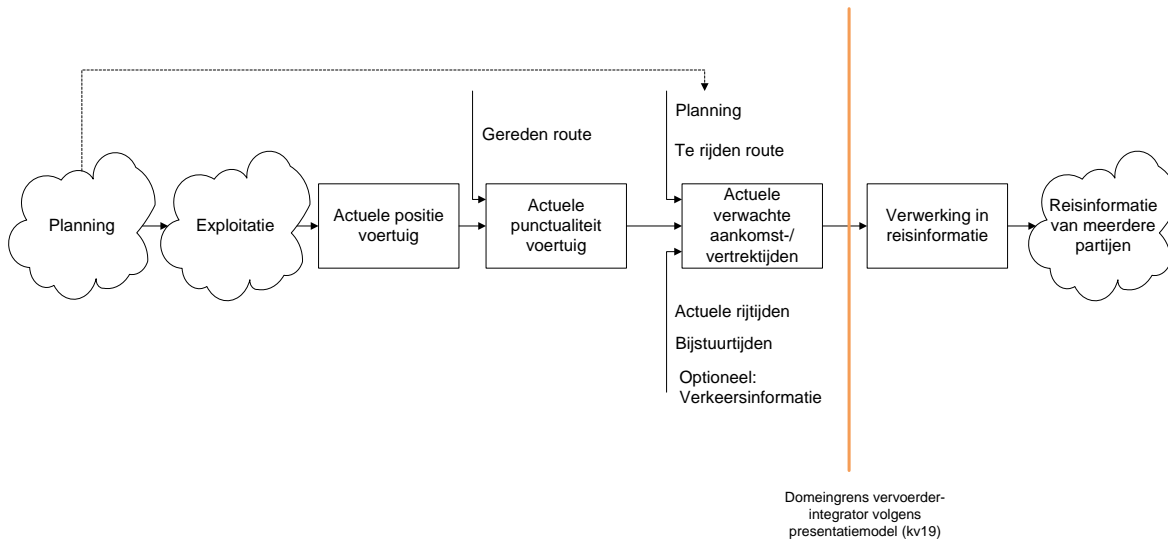 Planning
Exploitatie
Actuele positie
voertuig
Gereden route
Actuele
punctualiteit
voertuig
Planning
Te rijden route
Actuele
verwachte
aankomst-/
vertrektijden
Actuele rijtijden
Bijstuurtijden
Optioneel:
Verkeersinformatie
Verwerking in
reisinformatie
Reisinformatie
van meerdere
partijen
Domeingrens vervoerder-
integrator volgens
presentatiemodel (kv19)